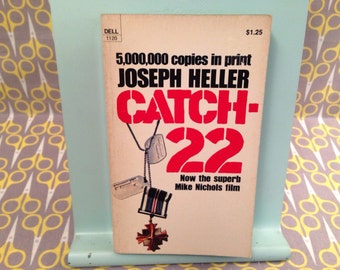 DELL
1120
$1.25
5,000,000 copies in print
JOSEPH HELLER
CATCH-
22
Now the superb
Mike Nichols film